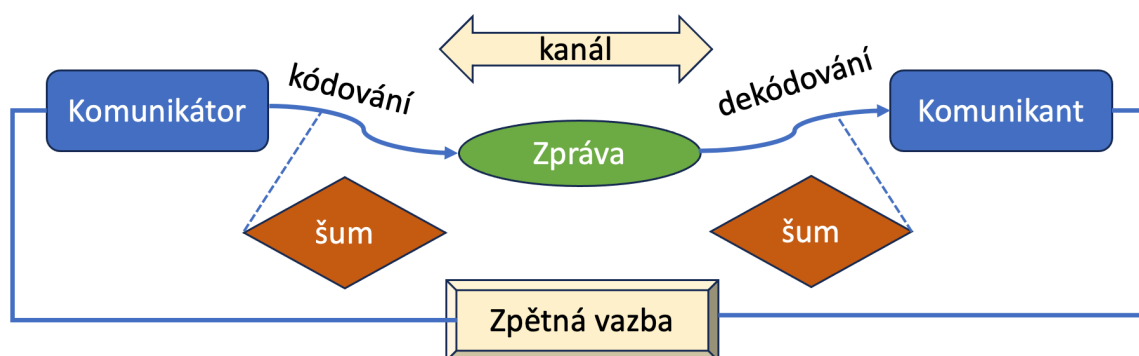 kanál
kódování
dekódování
Komunikátor
Komunikant
Zpráva
šum
šum
Zpětná vazba